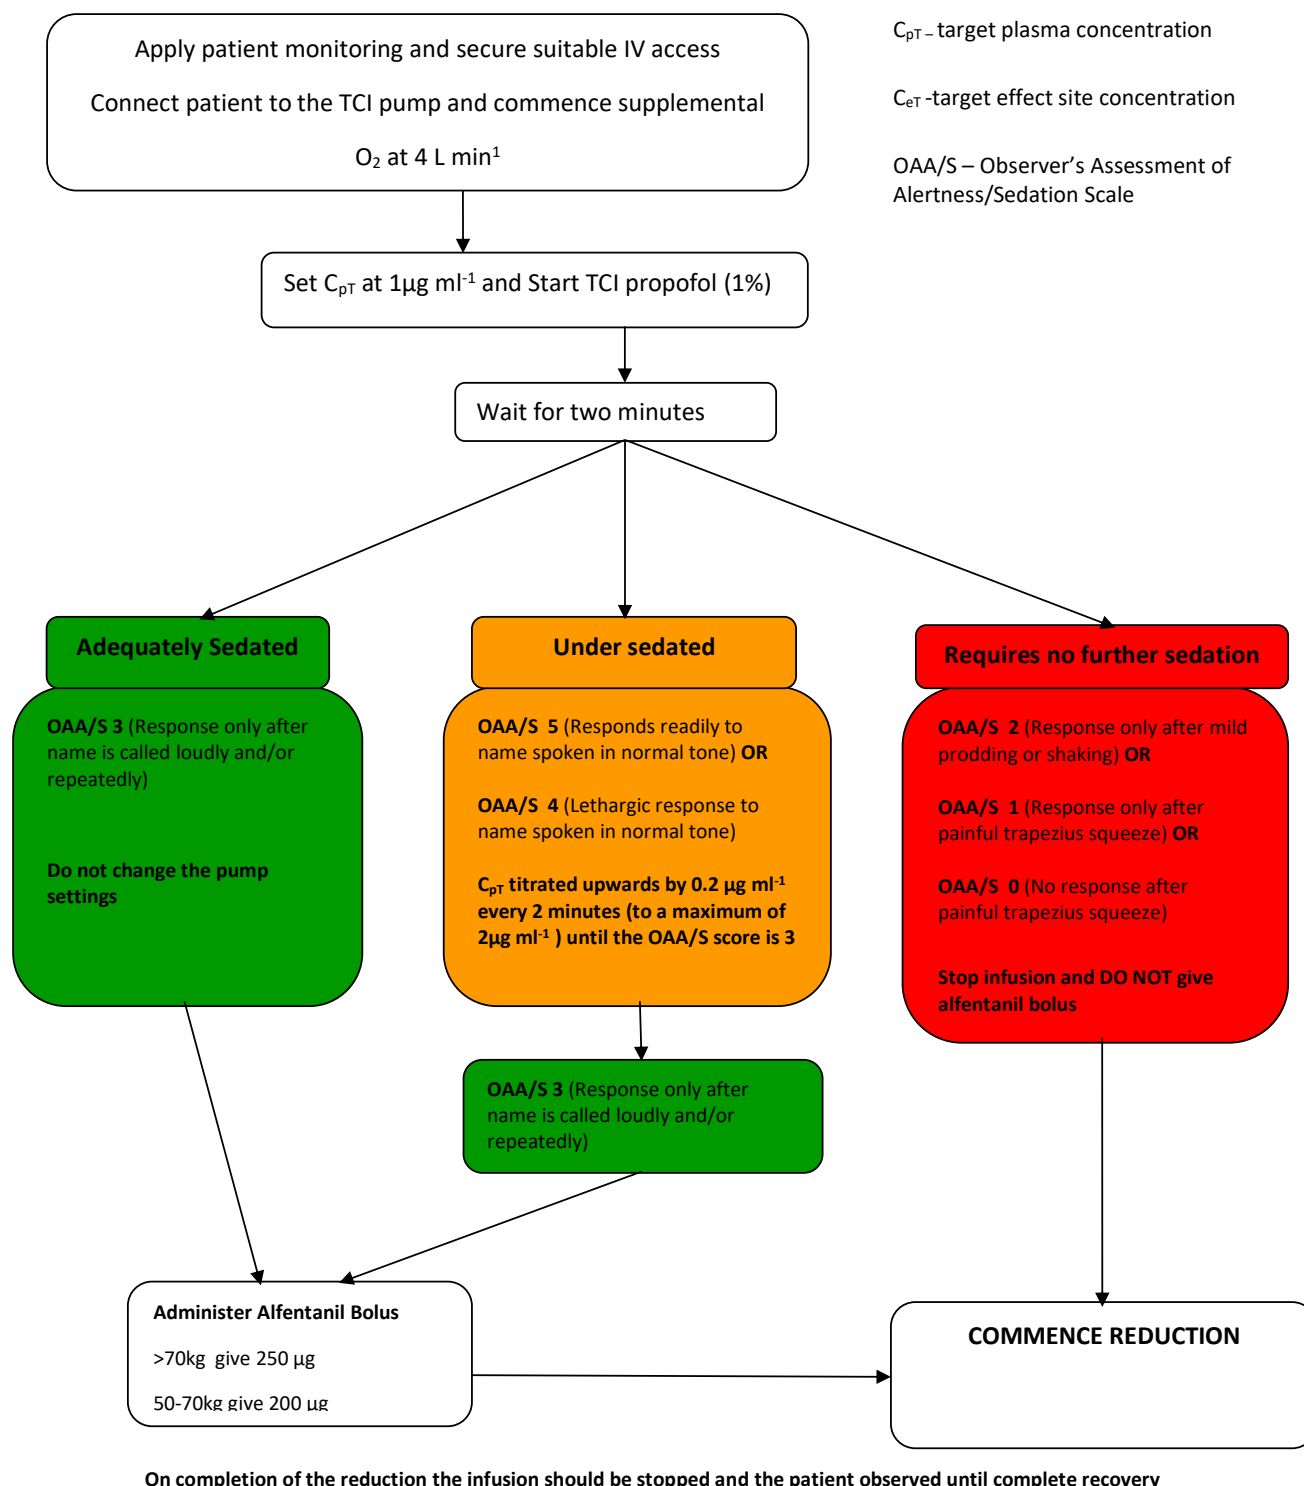 Apply patient monitoring and secure suitable IV access
Connect patient to the TCI pump and commence supplemental
O₂ at 4 L min¹
C_pT – target plasma concentration
C_eT -target effect site concentration
OAA/S – Observer's Assessment of
Alertness/Sedation Scale
Set C_pT at 1µg ml⁻¹ and Start TCI propofol (1%)
Wait for two minutes
Adequately Sedated
OAA/S 3 (Response only after
name is called loudly and/or
repeatedly)
Do not change the pump
settings
Under sedated
OAA/S 5 (Responds readily to
name spoken in normal tone) OR
OAA/S 4 (Lethargic response to
name spoken in normal tone)
C_pT titrated upwards by 0.2 µg ml⁻¹
every 2 minutes (to a maximum of
2µg ml⁻¹ ) until the OAA/S score is 3
Requires no further sedation
OAA/S 2 (Response only after mild
prodding or shaking) OR
OAA/S 1 (Response only after
painful trapezius squeeze) OR
OAA/S 0 (No response after
painful trapezius squeeze)
Stop infusion and DO NOT give
alfentanil bolus
OAA/S 3 (Response only after
name is called loudly and/or
repeatedly)
Administer Alfentanil Bolus
>70kg give 250 µg
50-70kg give 200 µg
COMMENCE REDUCTION
On completion of the reduction the infusion should be stopped and the patient observed until complete recovery